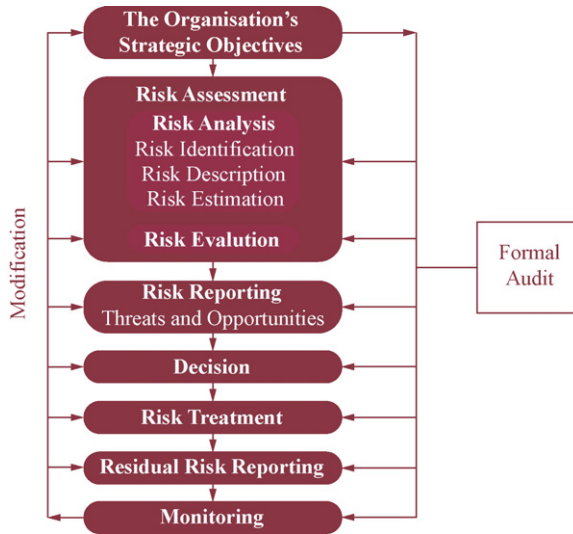 The Organisation's
Strategic Objectives
Risk Assessment
Risk Analysis
Risk Identification
Risk Description
Risk Estimation
Risk Evalution
Risk Reporting
Threats and Opportunities
Decision
Risk Treatment
Residual Risk Reporting
Monitoring
Modification
Formal
Audit